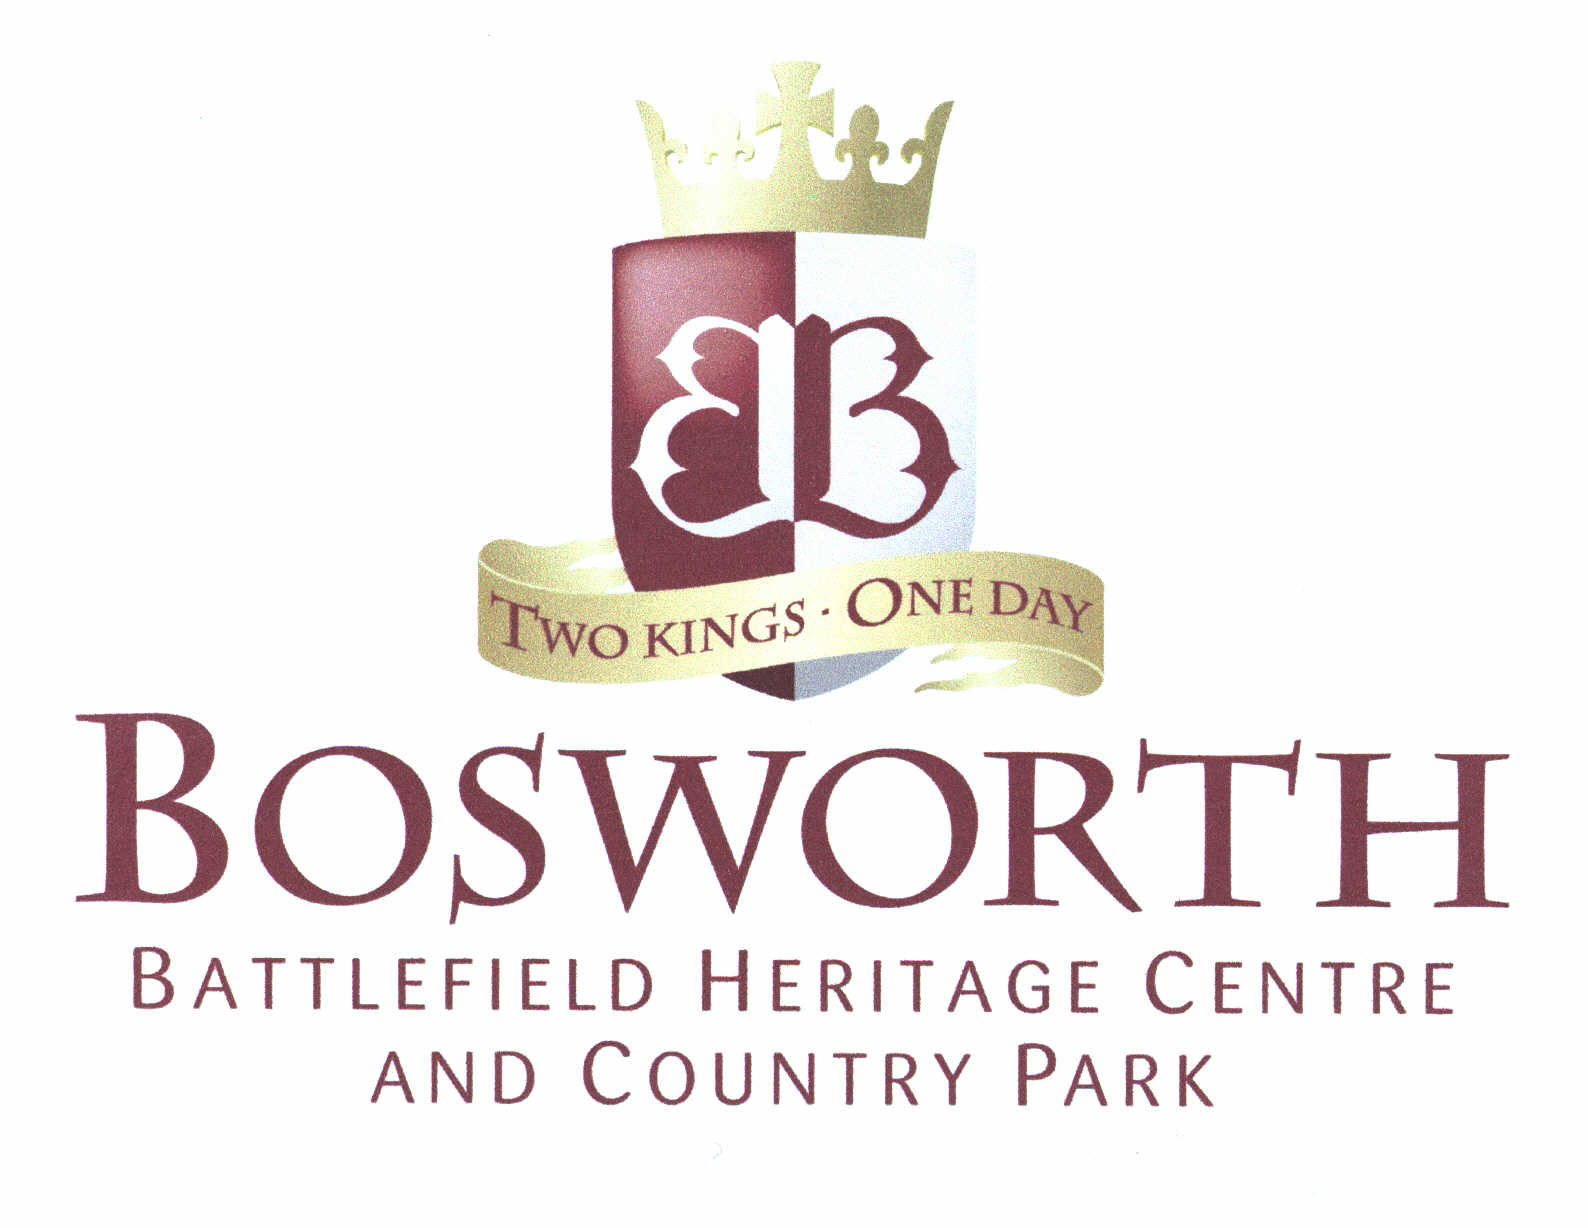 B B
TWO KINGS · ONE DAY
BOSWORTH
BATTLEFIELD HERITAGE CENTRE
AND COUNTRY PARK